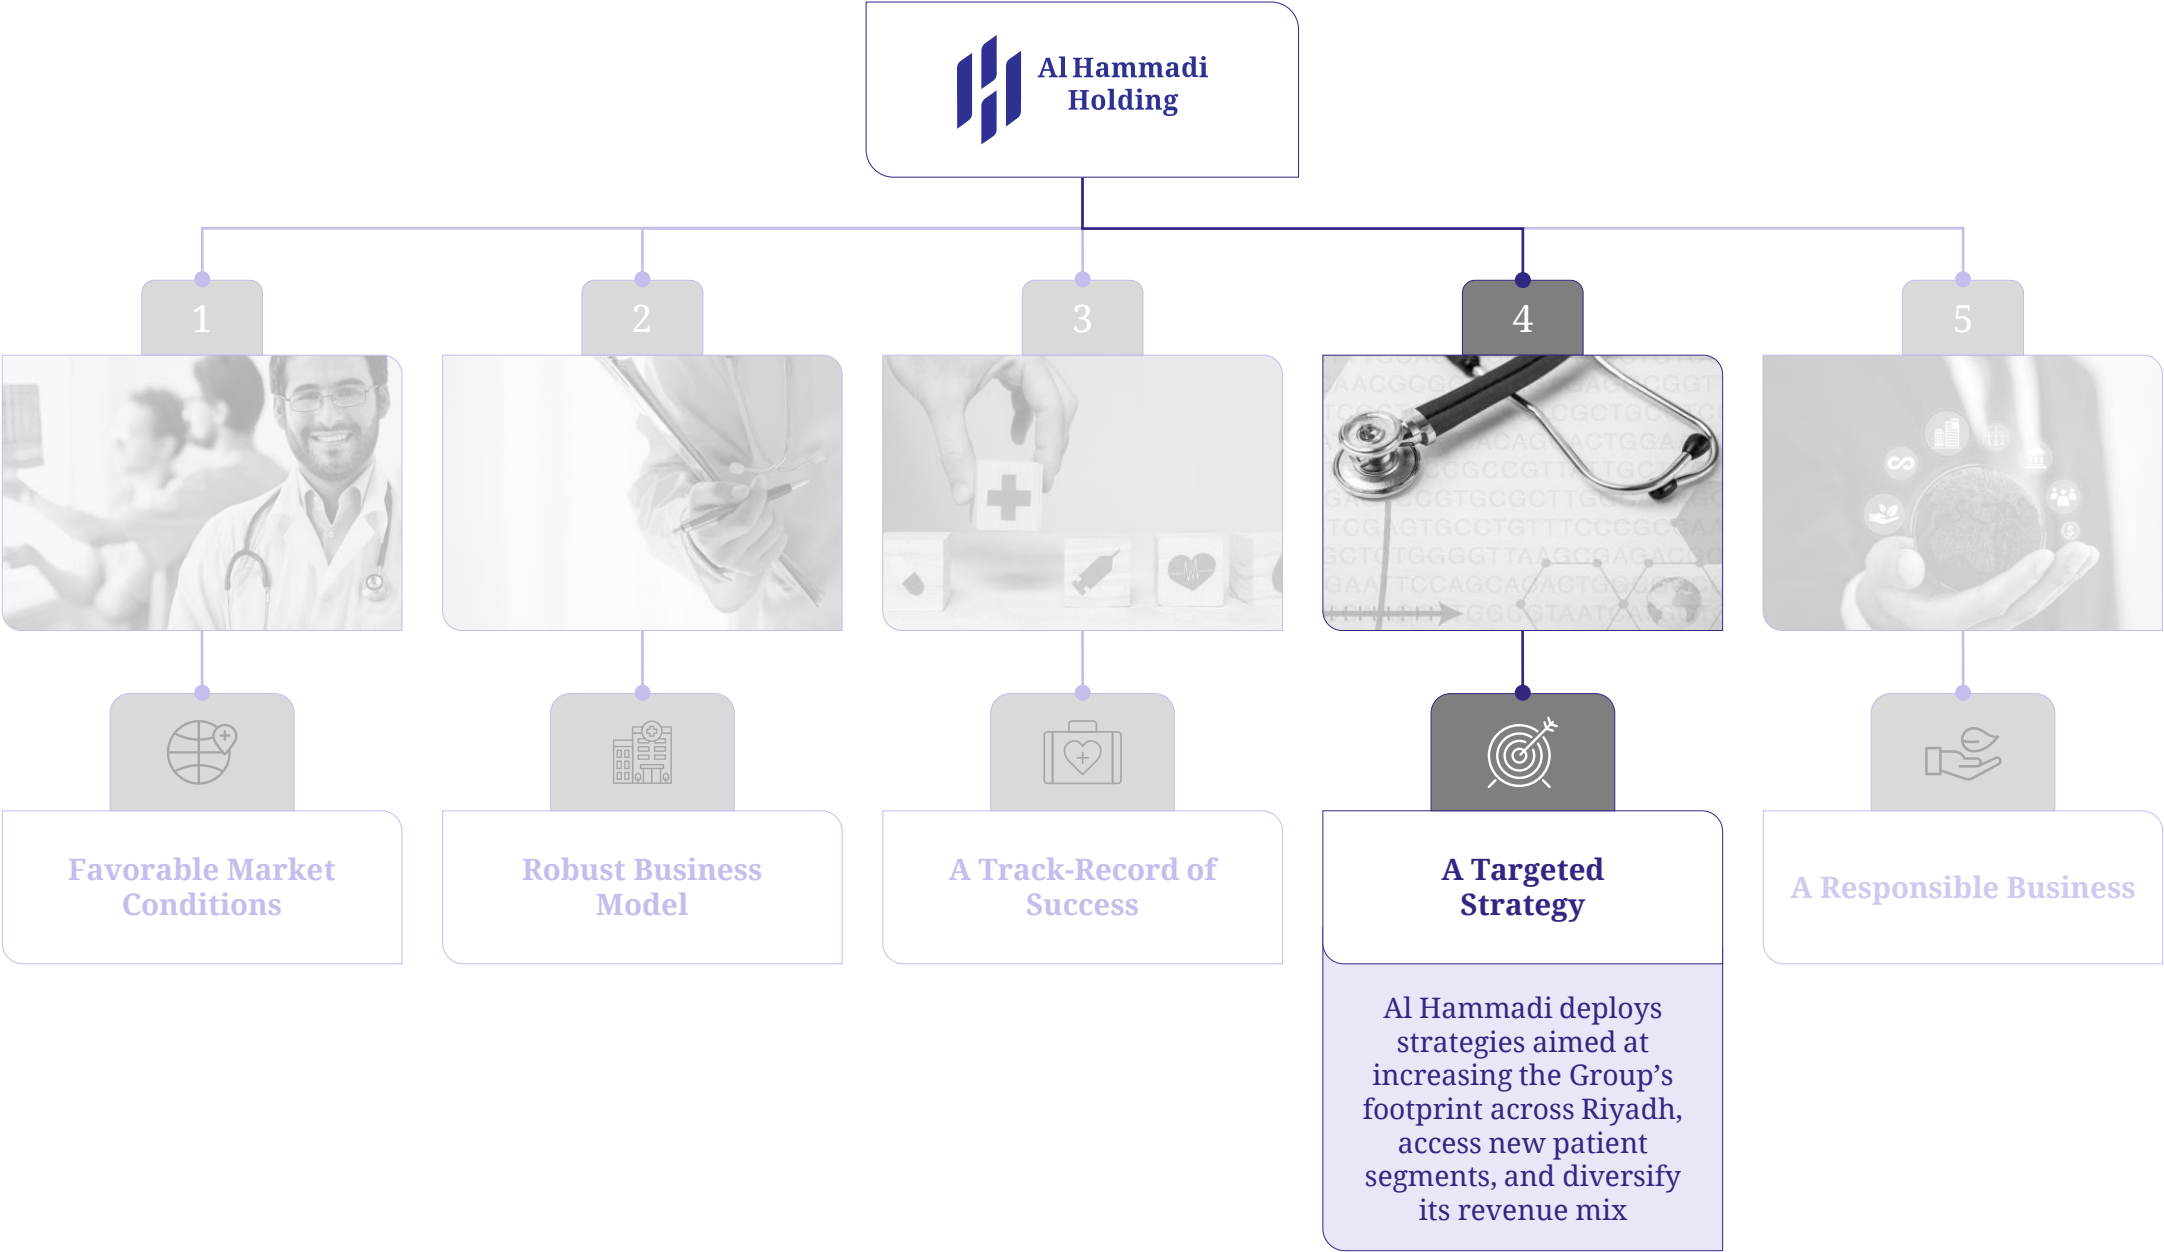 Al Hammadi
Holding
1
2
3
4
5
Favorable Market
Conditions
Robust Business
Model
A Track-Record of
Success
A Targeted
Strategy
A Responsible Business
Al Hammadi deploys
strategies aimed at
increasing the Group’s
footprint across Riyadh,
access new patient
segments, and diversify
its revenue mix